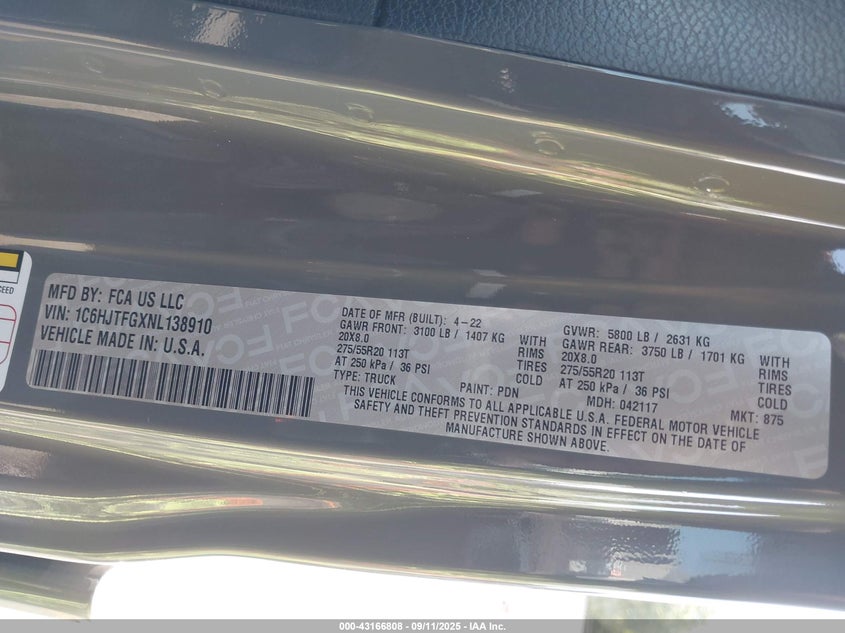 CEED
MFD BY: FCA US LLC
VIN: 1C6HJTFGXNL138910
VEHICLE MADE IN: U.S.A.
DATE OF MFR (BUILT): 4-22
GAWR FRONT: 3100 LB / 1407 KG WITH
20X8.0 RIMS
275/55R20 113T TIRES
AT 250 kPa / 36 PSI COLD
TYPE: TRUCK PAINT: PDN
GVWR: 5800 LB / 2631 KG
GAWR REAR: 3750 LB / 1701 KG WITH
20X8.0 RIMS
275/55R20 113T TIRES
AT 250 kPa / 36 PSI COLD
MDH: 042117 MKT: 875
THIS VEHICLE CONFORMS TO ALL APPLICABLE U.S.A. FEDERAL MOTOR VEHICLE
SAFETY AND THEFT PREVENTION STANDARDS IN EFFECT ON THE DATE OF
MANUFACTURE SHOWN ABOVE.
000-43166808 - 09/11/2025 - IAA Inc.